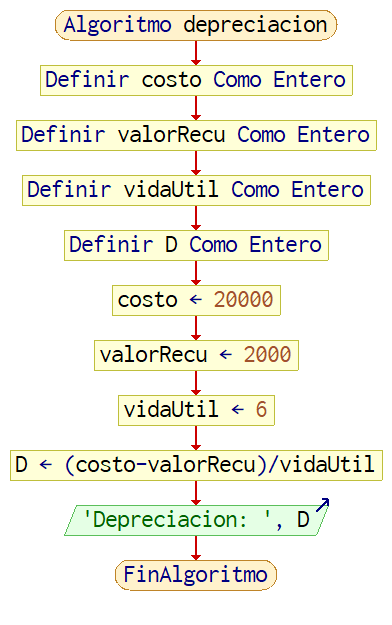 Algoritmo depreciacion
Definir costo Como Entero
Definir valorRecu Como Entero
Definir vidaUtil Como Entero
Definir D Como Entero
costo ← 20000
valorRecu ← 2000
vidaUtil ← 6
D ← (costo-valorRecu)/vidaUtil
'Depreciacion: ', D
FinAlgoritmo